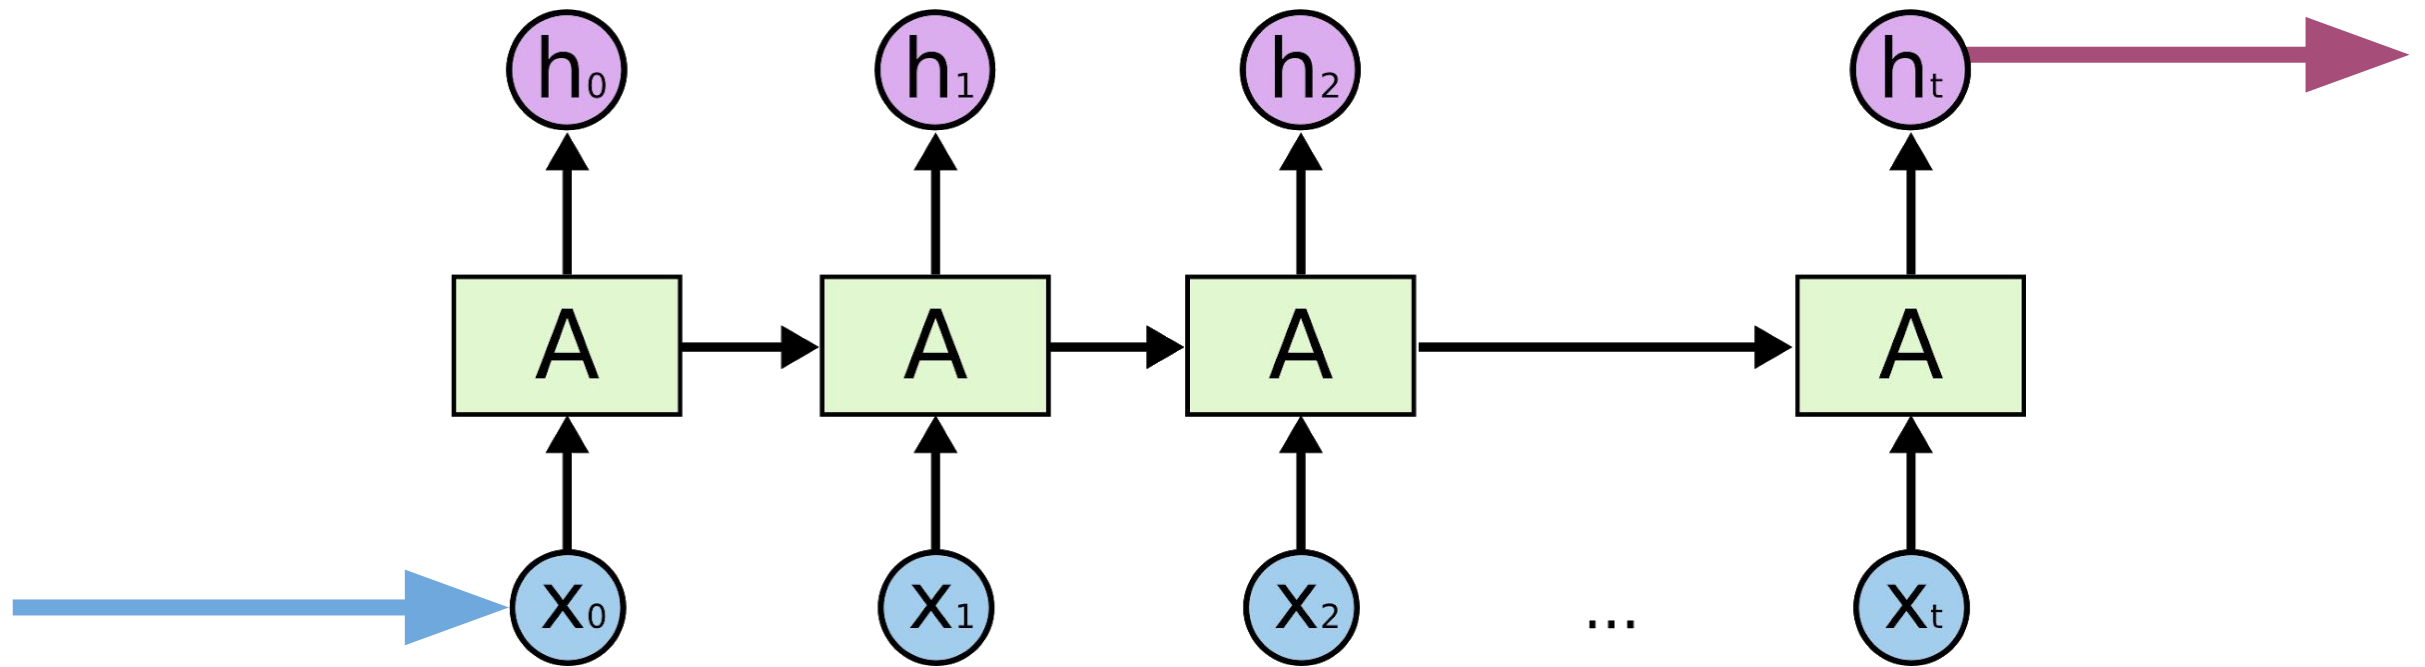 h₀ h₁ h₂ hₜ
A A A A
x₀ x₁ x₂ ... xₜ